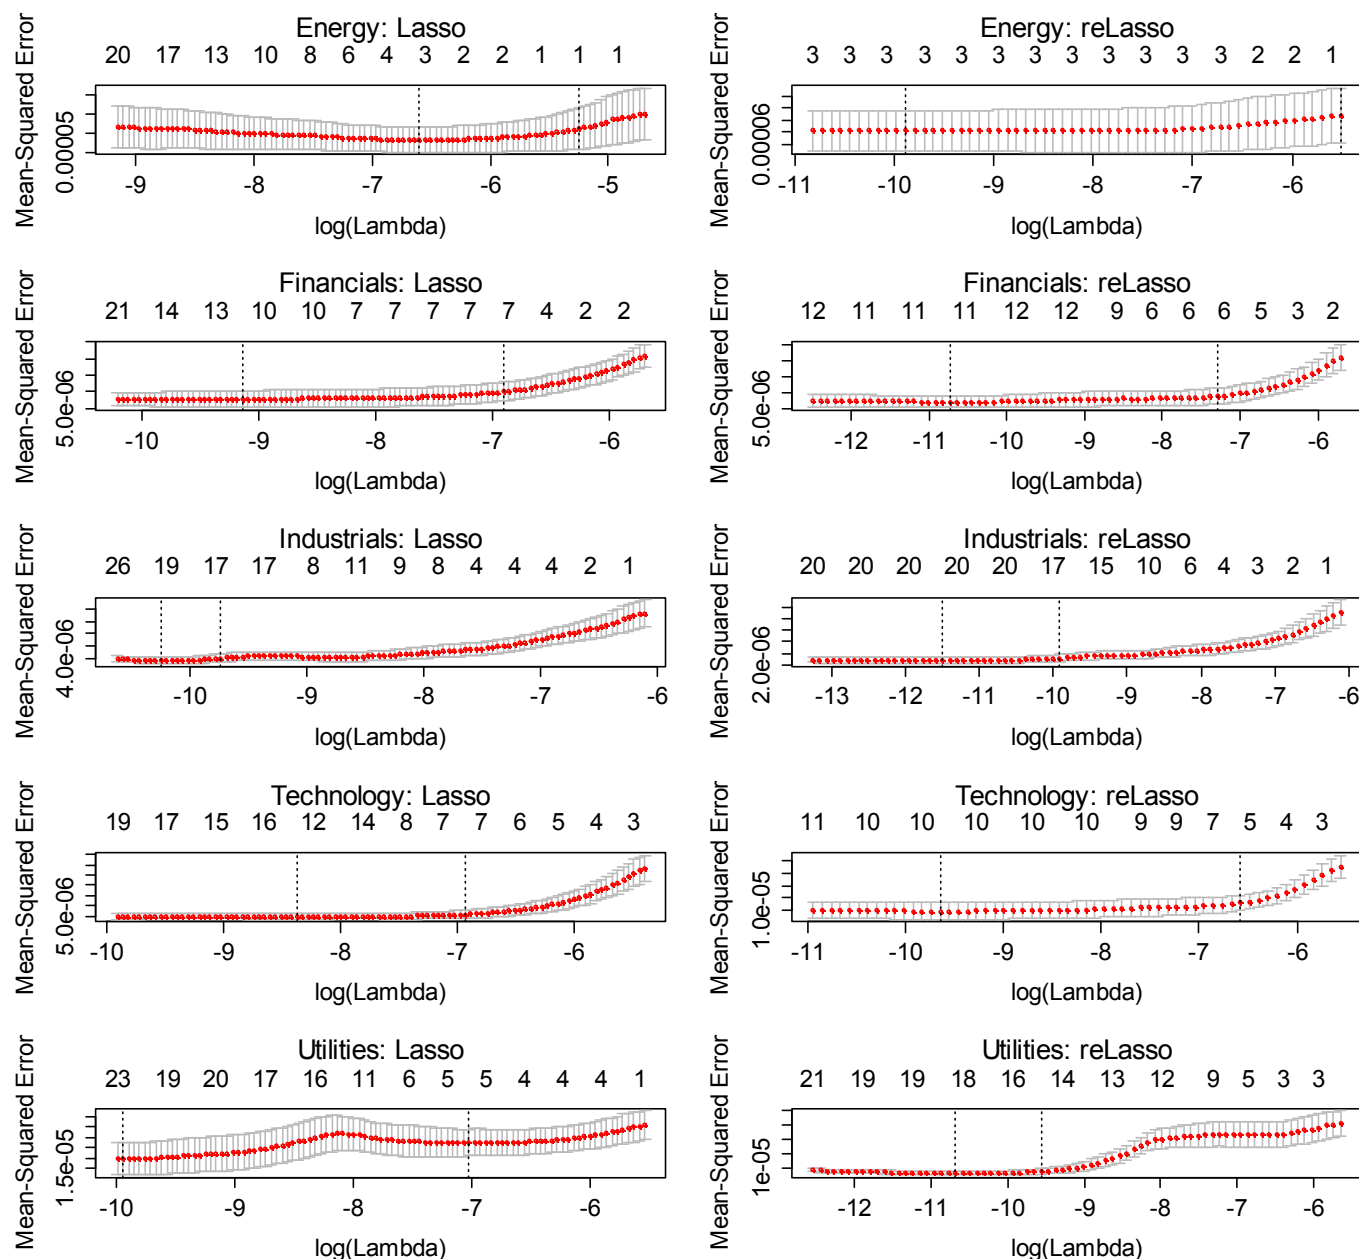 Energy: Lasso
20 17 13 10 8 6 4 3 2 2 1 1 1
Mean-Squared Error
0.00005
-9 -8 -7 -6 -5
log(Lambda)
Energy: reLasso
3 3 3 3 3 3 3 3 3 3 3 2 2 1
Mean-Squared Error
0.00006
-11 -10 -9 -8 -7 -6
log(Lambda)
Financials: Lasso
21 14 13 10 10 7 7 7 7 7 4 2 2
Mean-Squared Error
5.0e-06
-10 -9 -8 -7 -6
log(Lambda)
Financials: reLasso
12 11 11 11 12 12 9 6 6 6 5 3 2
Mean-Squared Error
5.0e-06
-12 -11 -10 -9 -8 -7 -6
log(Lambda)
Industrials: Lasso
26 19 17 17 8 11 9 8 4 4 4 2 1
Mean-Squared Error
4.0e-06
-10 -9 -8 -7 -6
log(Lambda)
Industrials: reLasso
20 20 20 20 20 17 15 10 6 4 3 2 1
Mean-Squared Error
2.0e-06
-13 -12 -11 -10 -9 -8 -7 -6
log(Lambda)
Technology: Lasso
19 17 15 16 12 14 8 7 7 6 5 4 3
Mean-Squared Error
5.0e-06
-10 -9 -8 -7 -6
log(Lambda)
Technology: reLasso
11 10 10 10 10 10 9 9 7 5 4 3
Mean-Squared Error
1.0e-05
-11 -10 -9 -8 -7 -6
log(Lambda)
Utilities: Lasso
23 19 20 17 16 11 6 5 5 4 4 4 1
Mean-Squared Error
1.5e-05
-10 -9 -8 -7 -6
log(Lambda)
Utilities: reLasso
21 19 19 18 16 14 13 12 9 5 3 3
Mean-Squared Error
1e-05
-12 -11 -10 -9 -8 -7 -6
log(Lambda)